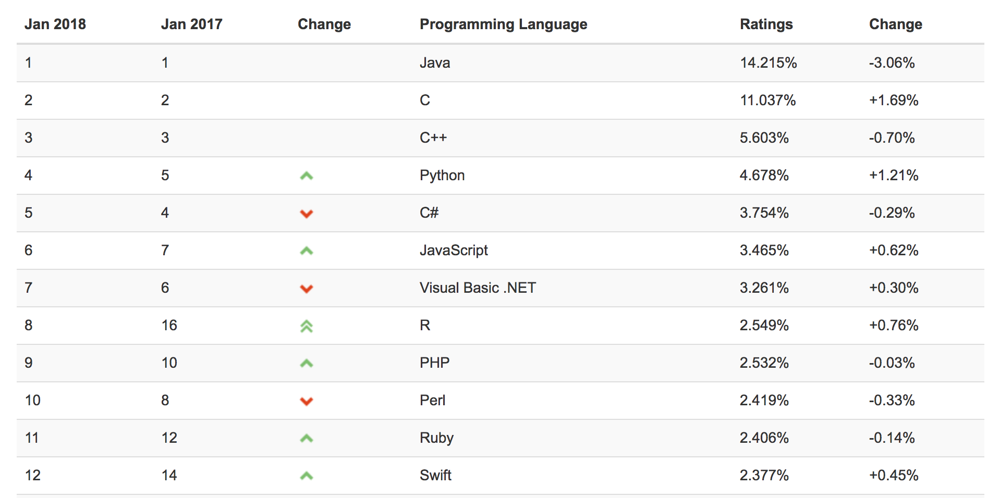 Jan 2018 Jan 2017 Change Programming Language Ratings Change
1 1 Java 14.215% -3.06%
2 2 C 11.037% +1.69%
3 3 C++ 5.603% -0.70%
4 5 Python 4.678% +1.21%
5 4 C# 3.754% -0.29%
6 7 JavaScript 3.465% +0.62%
7 6 Visual Basic .NET 3.261% +0.30%
8 16 R 2.549% +0.76%
9 10 PHP 2.532% -0.03%
10 8 Perl 2.419% -0.33%
11 12 Ruby 2.406% -0.14%
12 14 Swift 2.377% +0.45%